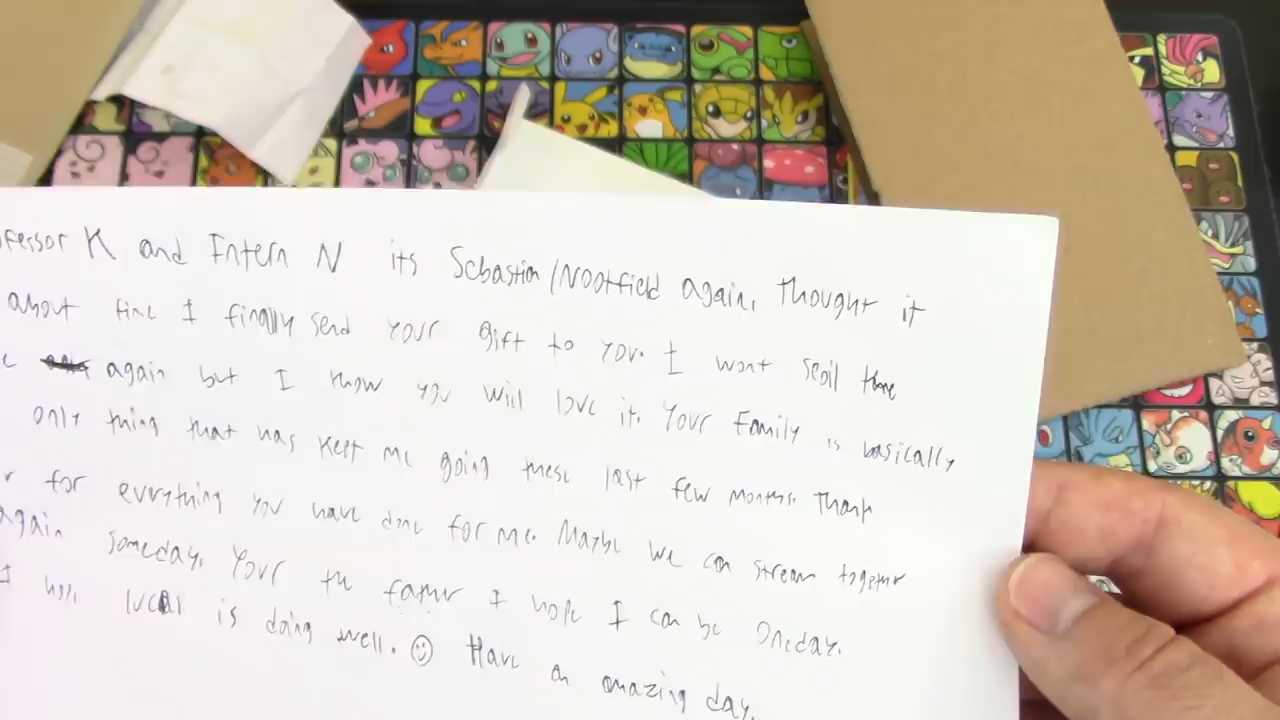 fessor K and Intern N its Sebastian/Nootfield again, Thought it
about time I finally send your gift to you. I wont spoil the
again but I know you will love it. Your Family is basically
only thing that has kept me going these last few months. Thank
for everything you have done for me. Maybe we can stream together
again someday. Your the father I hope I can be Oneday.
I hope lucas is doing well. ☺ Have an amazing day.